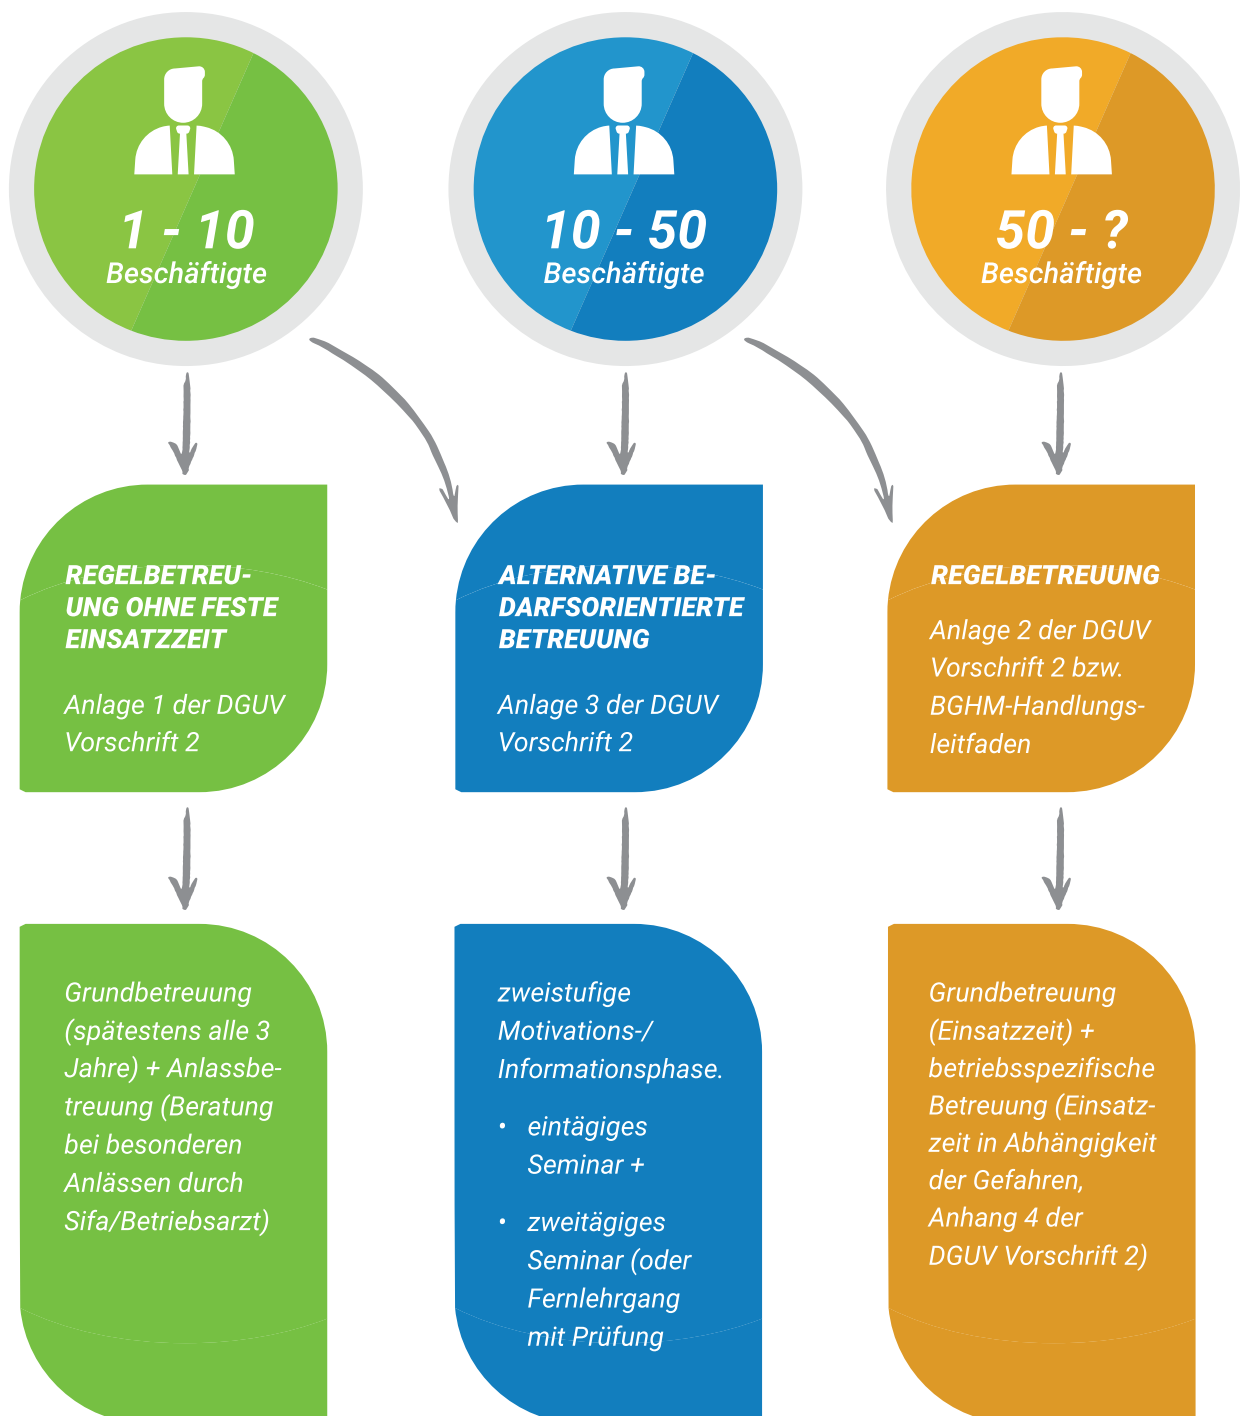 1 - 10
Beschäftigte
10 - 50
Beschäftigte
50 - ?
Beschäftigte
REGELBETREU-
UNG OHNE FESTE
EINSATZZEIT
Anlage 1 der DGUV
Vorschrift 2
ALTERNATIVE BE-
DARFSORIENTIERTE
BETREUUNG
Anlage 3 der DGUV
Vorschrift 2
REGELBETREUUNG
Anlage 2 der DGUV
Vorschrift 2 bzw.
BGHM-Handlungs-
leitfaden
Grundbetreuung
(spätestens alle 3
Jahre) + Anlassbe-
treuung (Beratung
bei besonderen
Anlässen durch
Sifa/Betriebsarzt)
zweistufige
Motivations-/
Informationsphase.
• eintägiges
Seminar +
• zweitägiges
Seminar (oder
Fernlehrgang
mit Prüfung
Grundbetreuung
(Einsatzzeit) +
betriebsspezifische
Betreuung (Einsatz-
zeit in Abhängigkeit
der Gefahren,
Anhang 4 der
DGUV Vorschrift 2)